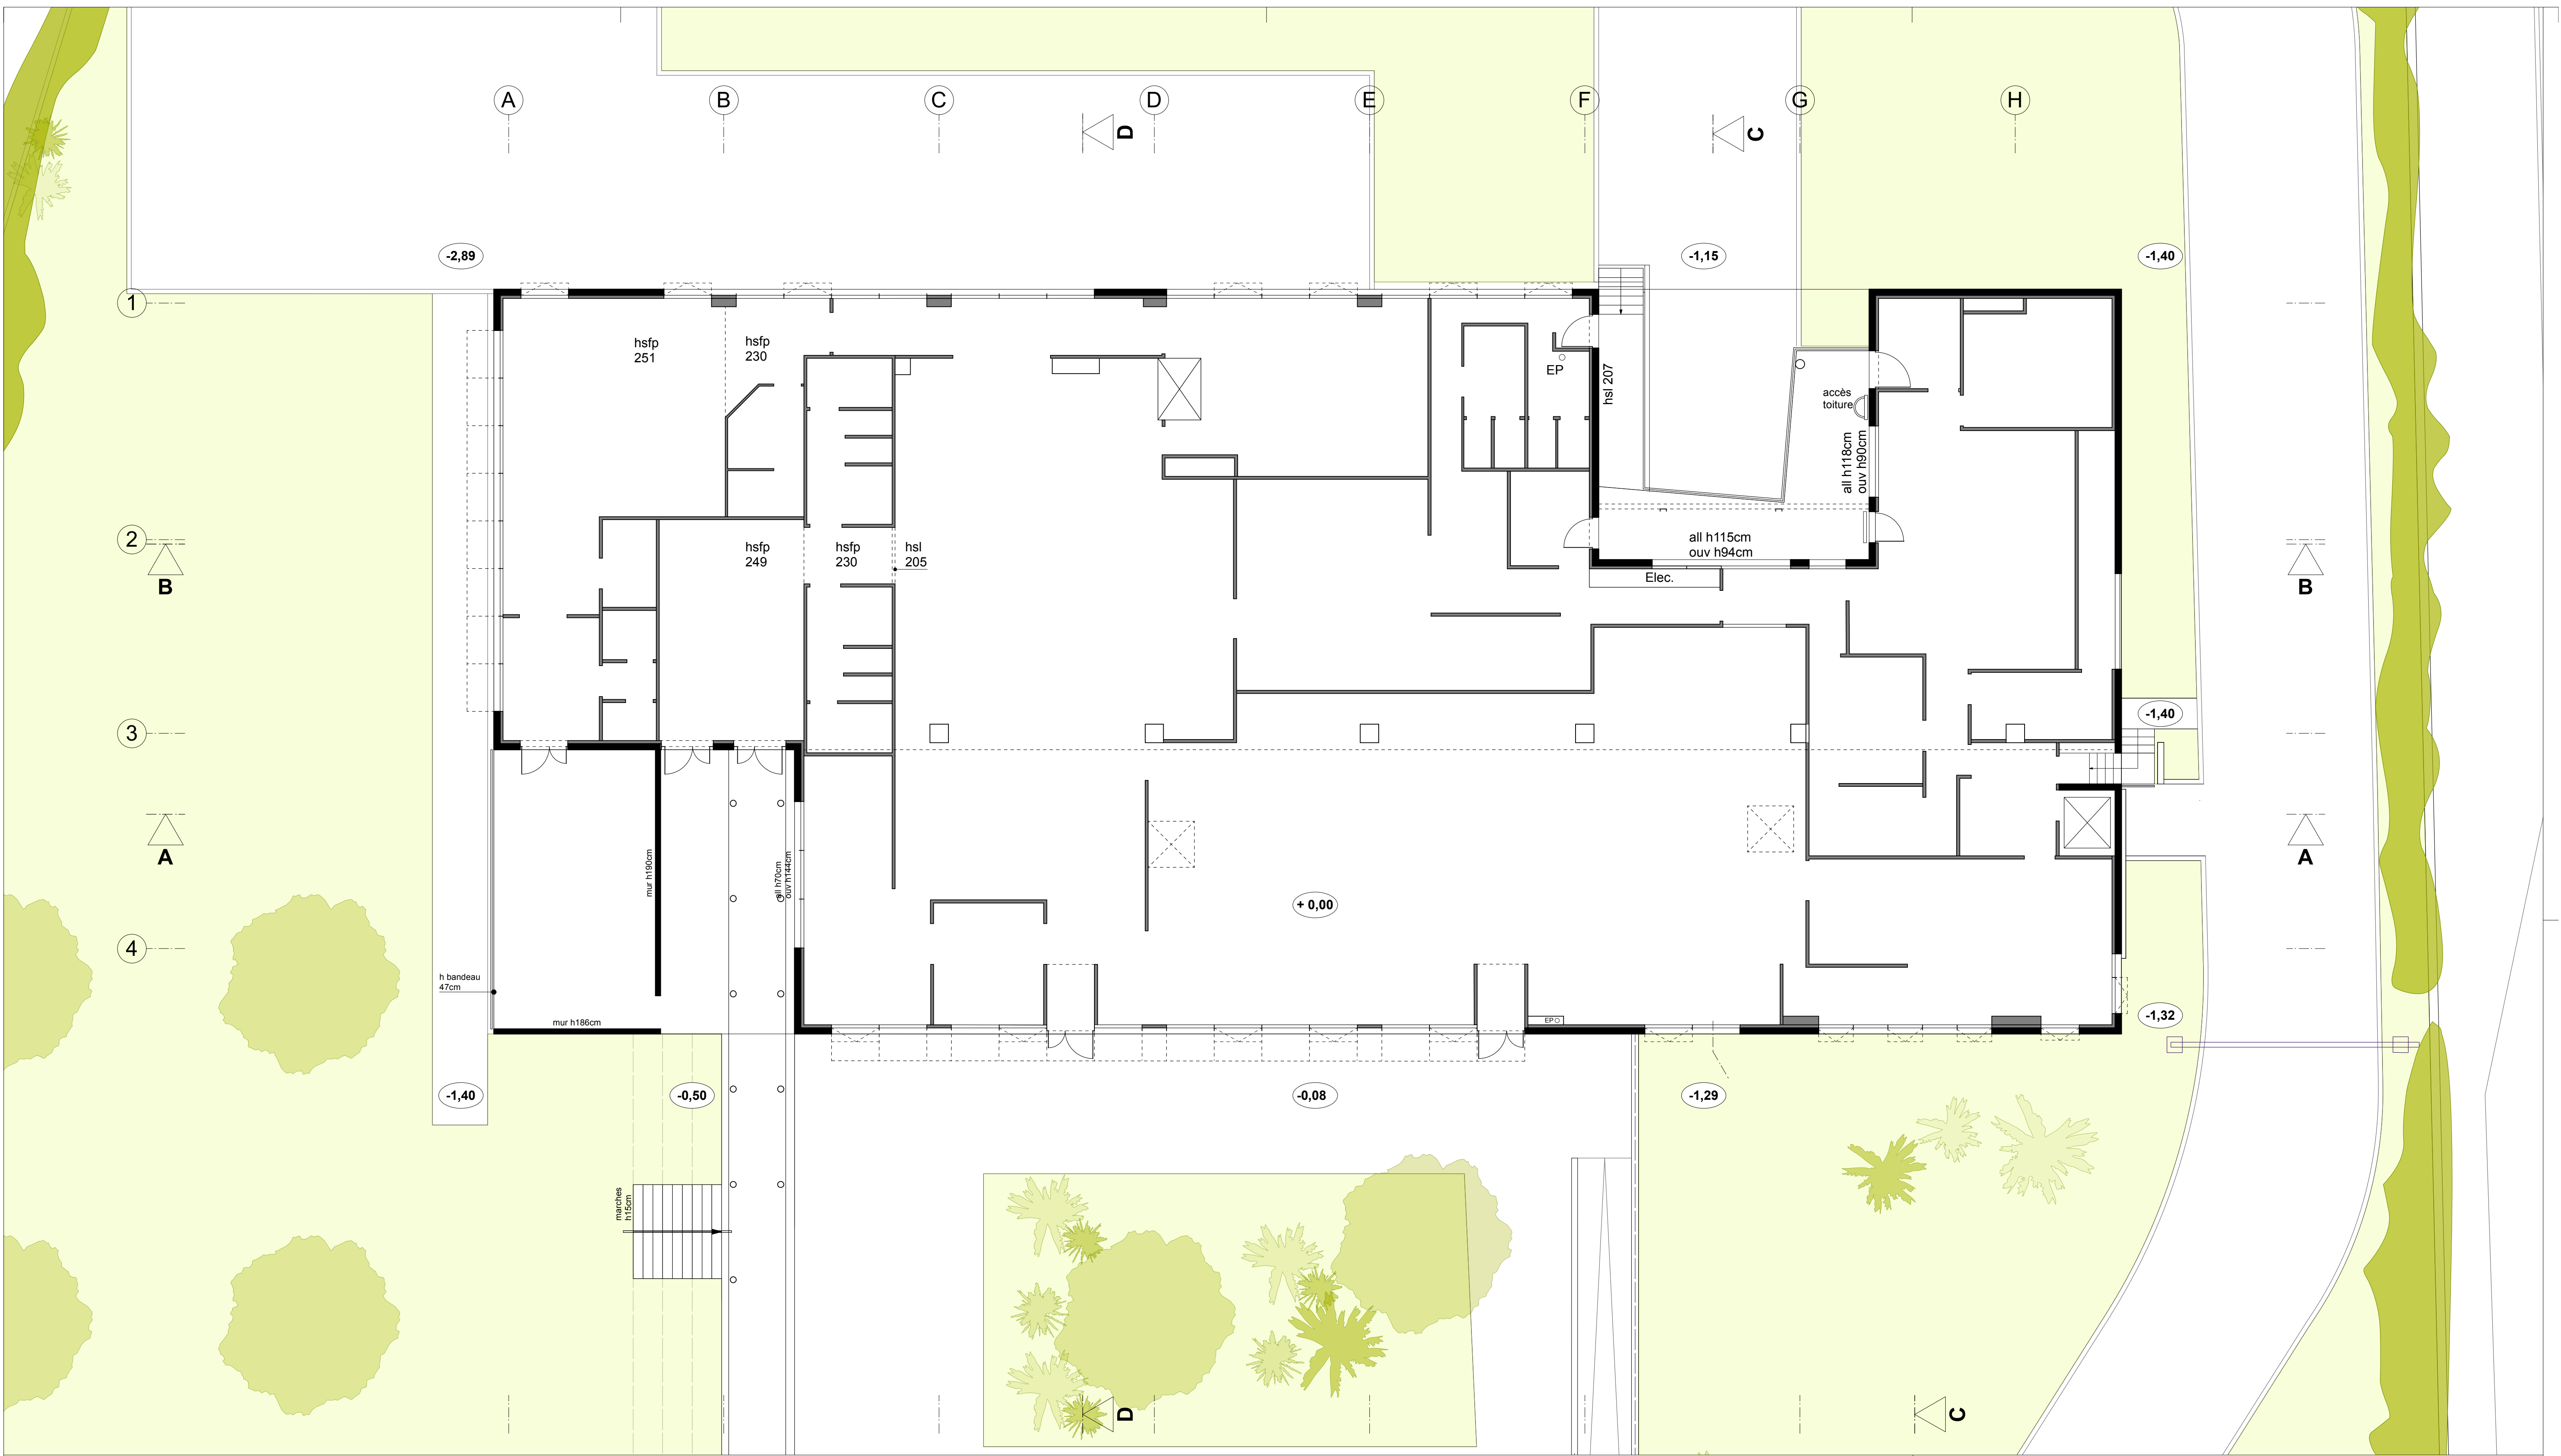 A
B
C
D
E
F
G
H
D
C
-2,89
-1,15
-1,40
1
hsfp
251
hsfp
230
EP
hsl 207
accès
toiture
all h118cm
ouv h90cm
2
B
hsfp
249
hsfp
230
hsl
205
all h115cm
ouv h94cm
Elec.
B
3
-1,40
A
mur h190cm
all h70cm
ouv h144cm
A
+ 0,00
4
h bandeau
47cm
mur h186cm
EP
-1,32
-1,40
-0,50
-0,08
-1,29
marches
h15cm
D
C